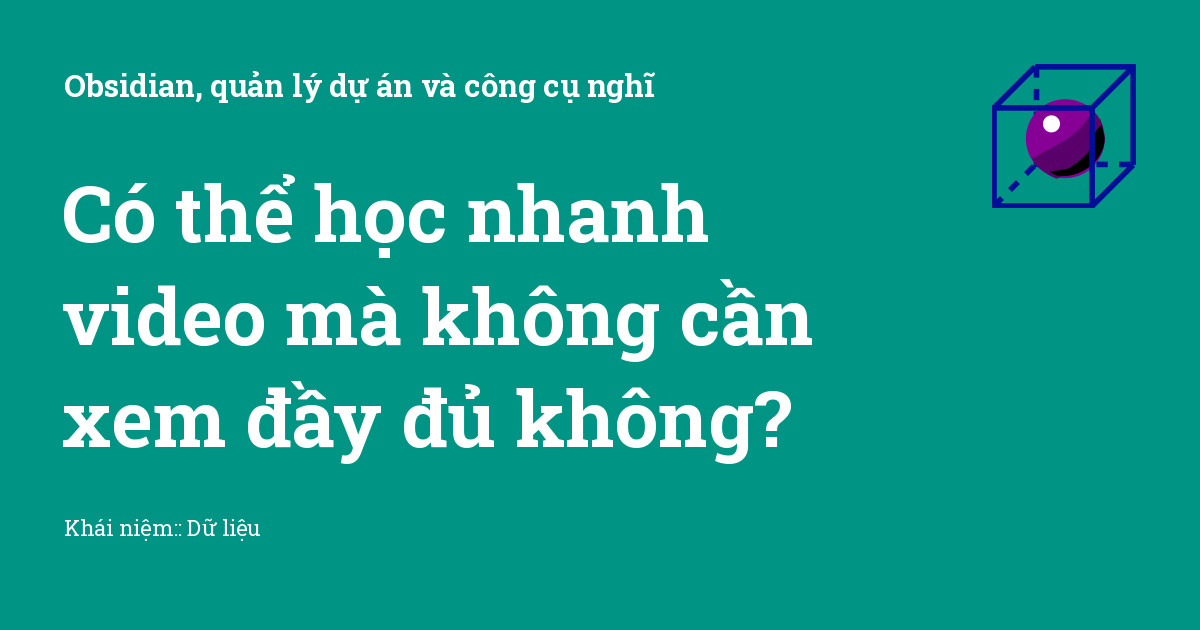 Obsidian, quản lý dự án và công cụ nghĩ
Có thể học nhanh
video mà không cần
xem đầy đủ không?
Khái niệm:: Dữ liệu